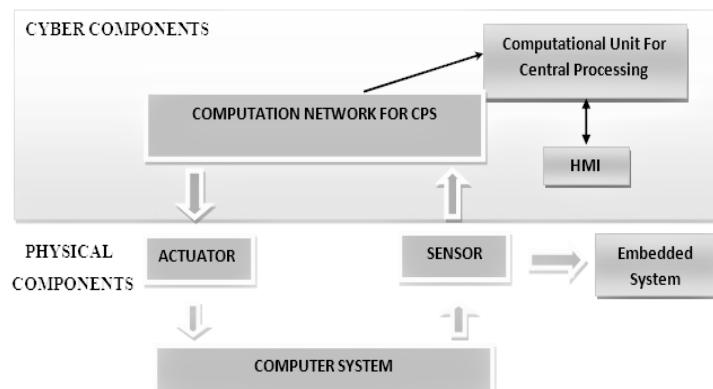 CYBER COMPONENTS
Computational Unit For
Central Processing
COMPUTATION NETWORK FOR CPS
HMI
PHYSICAL
COMPONENTS
ACTUATOR
SENSOR
Embedded
System
COMPUTER SYSTEM